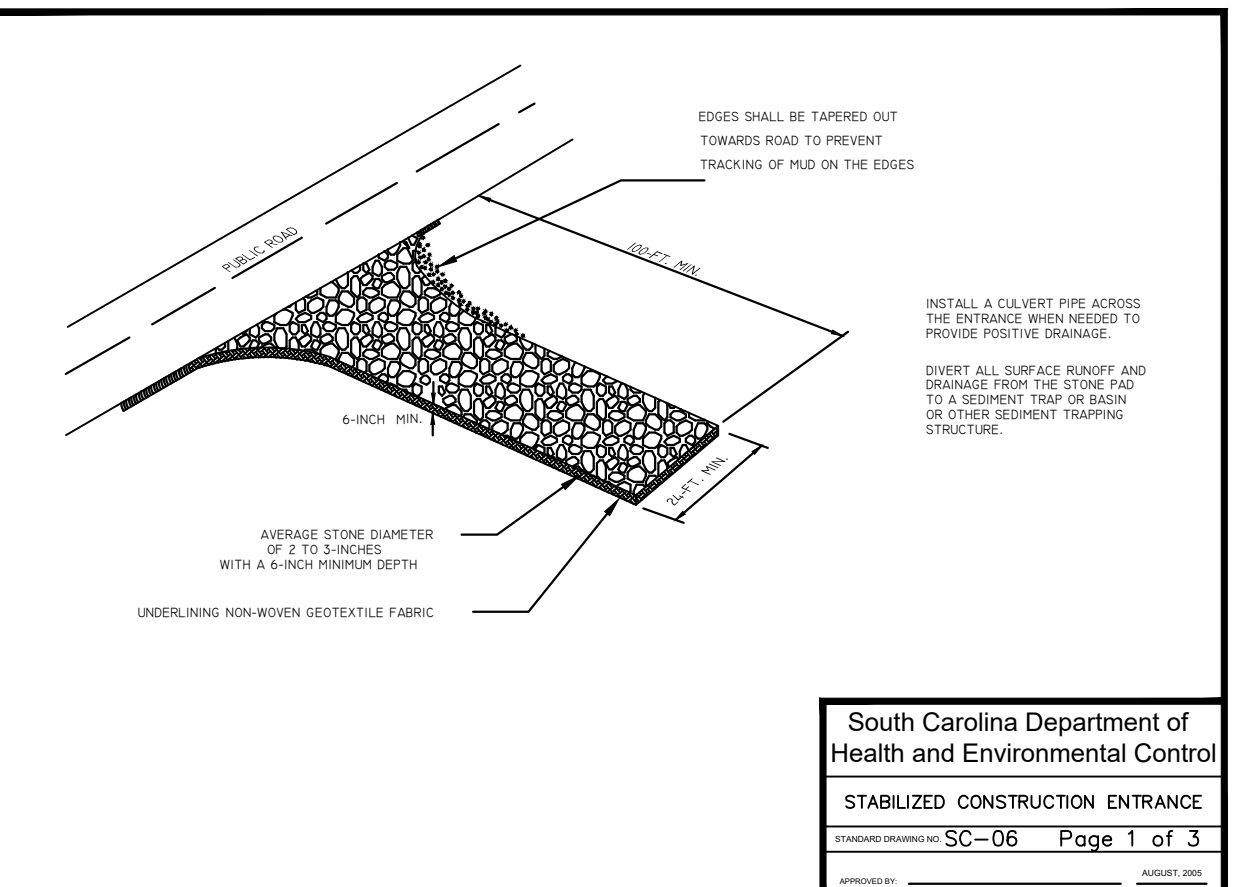 EDGES SHALL BE TAPERED OUT
TOWARDS ROAD TO PREVENT
TRACKING OF MUD ON THE EDGES
PUBLIC ROAD
100-FT. MIN.
INSTALL A CULVERT PIPE ACROSS
THE ENTRANCE WHEN NEEDED TO
PROVIDE POSITIVE DRAINAGE.
DIVERT ALL SURFACE RUNOFF AND
DRAINAGE FROM THE STONE PAD
TO A SEDIMENT TRAP OR BASIN
OR OTHER SEDIMENT TRAPPING
STRUCTURE.
6-INCH MIN.
24-FT. MIN.
AVERAGE STONE DIAMETER
OF 2 TO 3-INCHES
WITH A 6-INCH MINIMUM DEPTH
UNDERLINING NON-WOVEN GEOTEXTILE FABRIC
South Carolina Department of
Health and Environmental Control
STABILIZED CONSTRUCTION ENTRANCE
STANDARD DRAWING NO. SC-06 Page 1 of 3
APPROVED BY: AUGUST, 2005